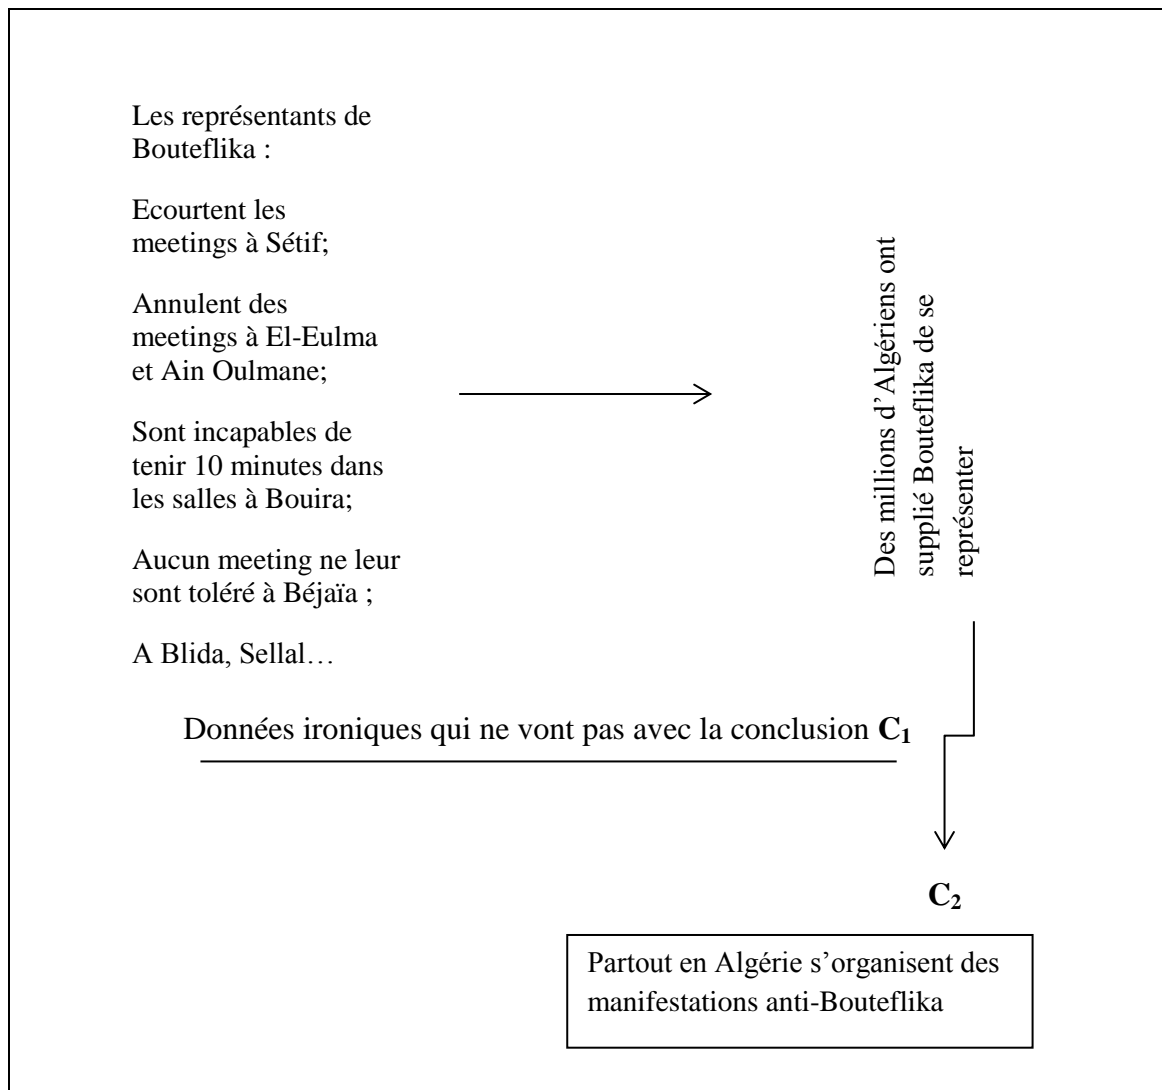 Les représentants de
Bouteflika :
Ecourtent les
meetings à Sétif;
Annulent des
meetings à El-Eulma
et Ain Oulmane;
Sont incapables de
tenir 10 minutes dans
les salles à Bouira;
Aucun meeting ne leur
sont toléré à Béjaïa ;
A Blida, Sellal…
Des millions d’Algériens ont
supplié Bouteflika de se
représenter
Données ironiques qui ne vont pas avec la conclusion C₁
C₂
Partout en Algérie s’organisent des
manifestations anti-Bouteflika